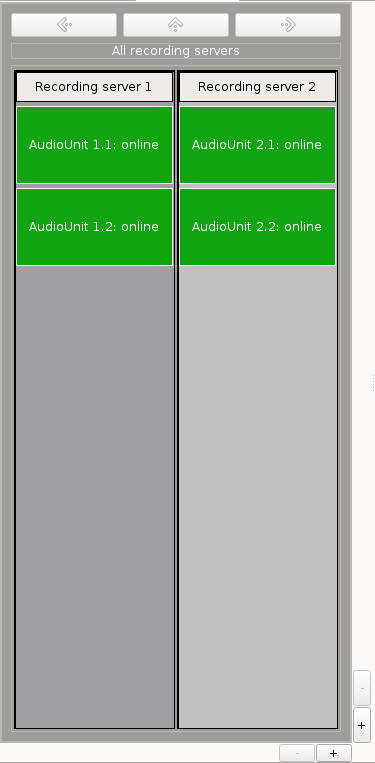 All recording servers
Recording server 1
Recording server 2
AudioUnit 1.1: online
AudioUnit 2.1: online
AudioUnit 1.2: online
AudioUnit 2.2: online
-
+
- +